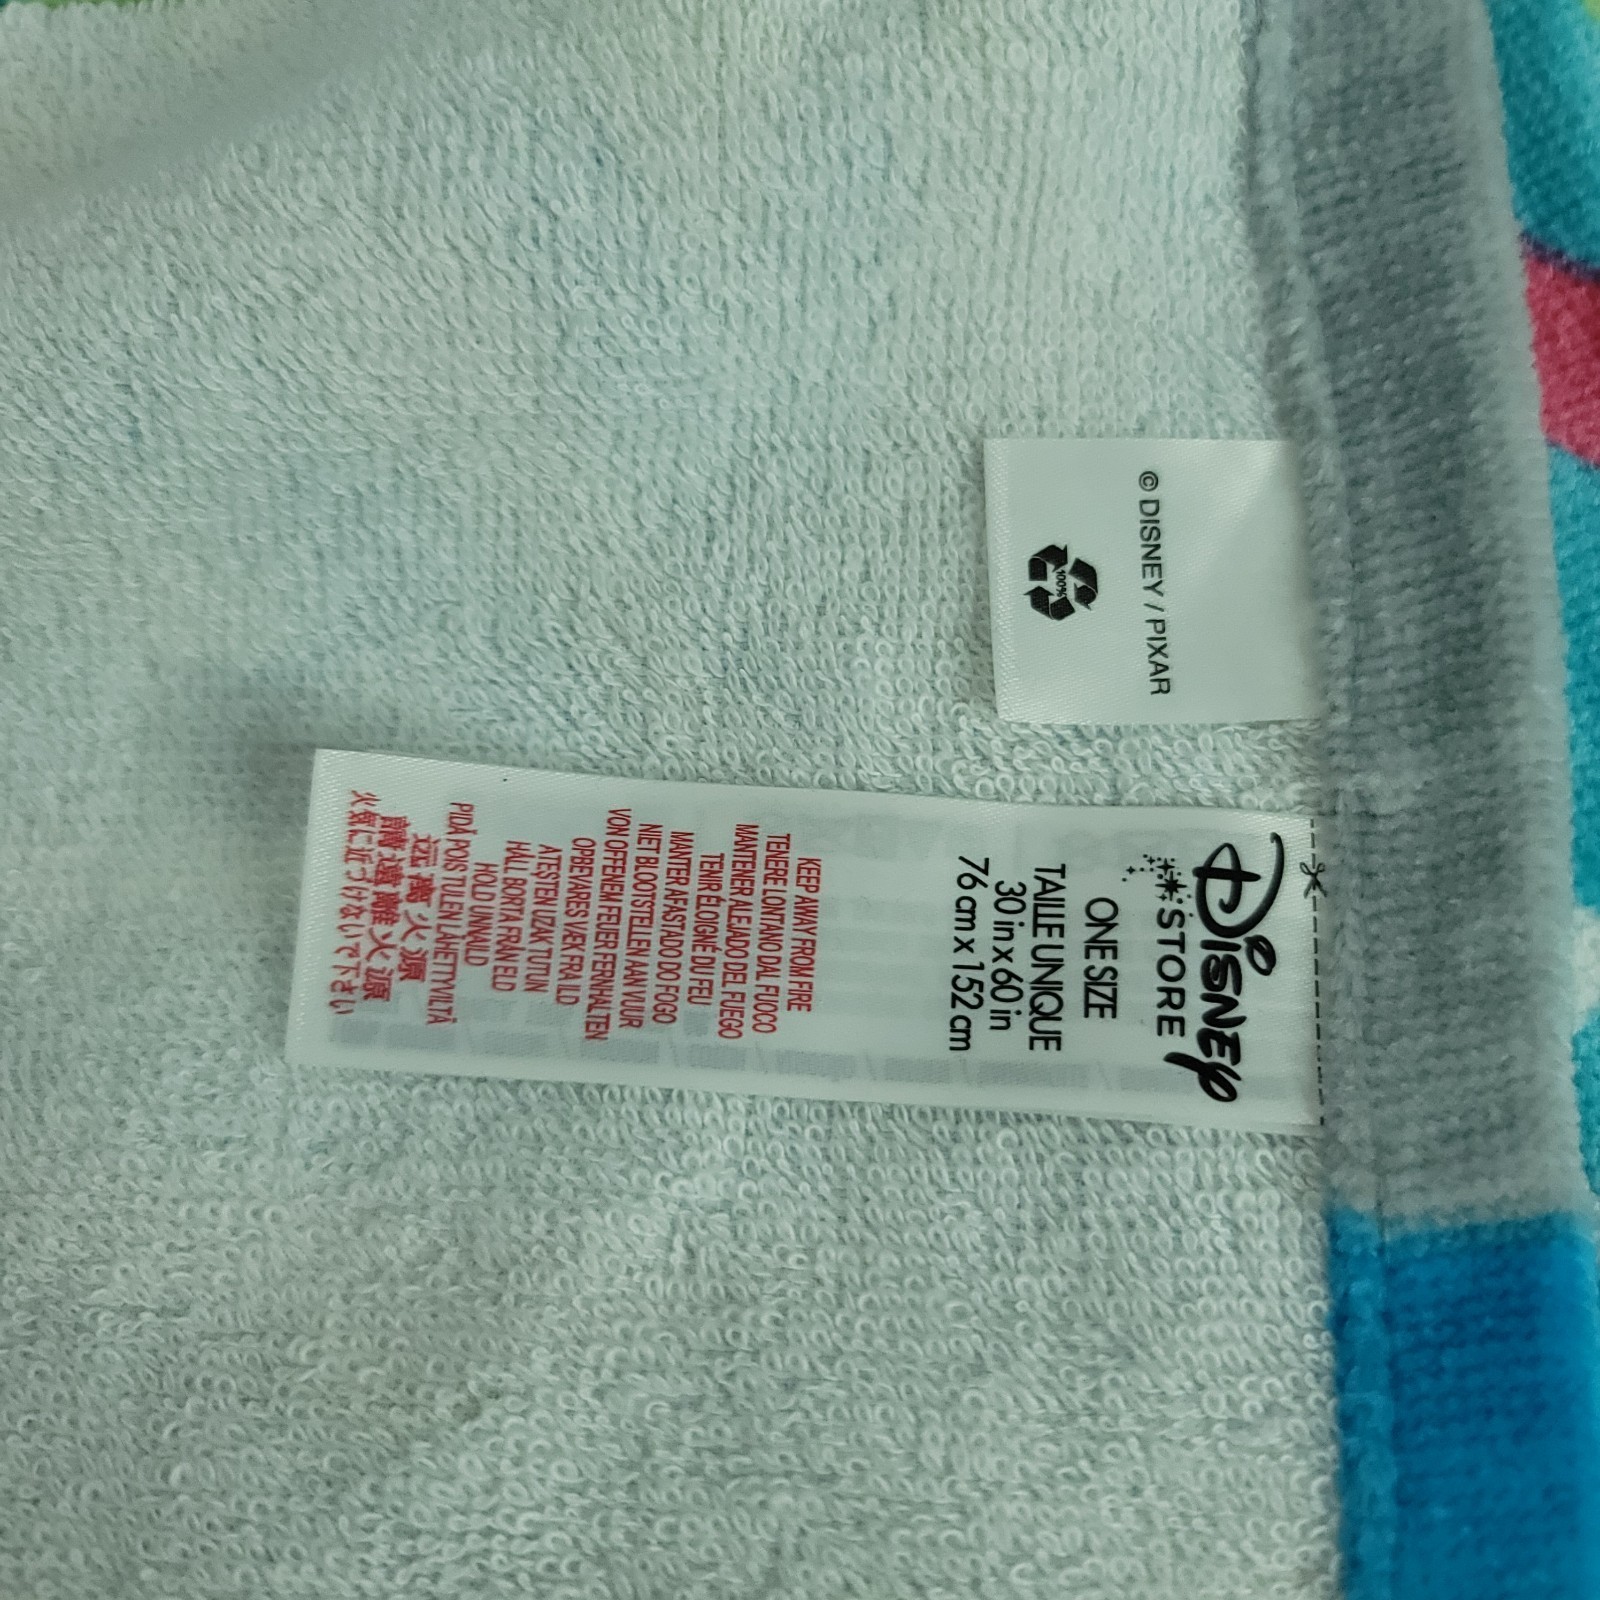 © DISNEY / PIXAR
100%
Disney
STORE
ONE SIZE
TAILLE UNIQUE
30 in x 60 in
76 cm x 152 cm
KEEP AWAY FROM FIRE
TENERE LONTANO DAL FUOCO
MANTENER ALEJADO DEL FUEGO
TENIR ÉLOIGNÉ DU FEU
MANTER AFASTADO DO FOGO
NIET BLOOTSTELLEN AAN VUUR
VON OFFENEM FEUER FERNHALTEN
OPBEVARES VÆK FRA ILD
ATEŞTEN UZAK TUTUN
HÅLL BORTA FRÅN ELD
HOLD UNNA ILD
PIDÄ POIS TULEN LÄHETTYVILTÄ
远离火源
請遠離火源
火気に近づけないで下さい